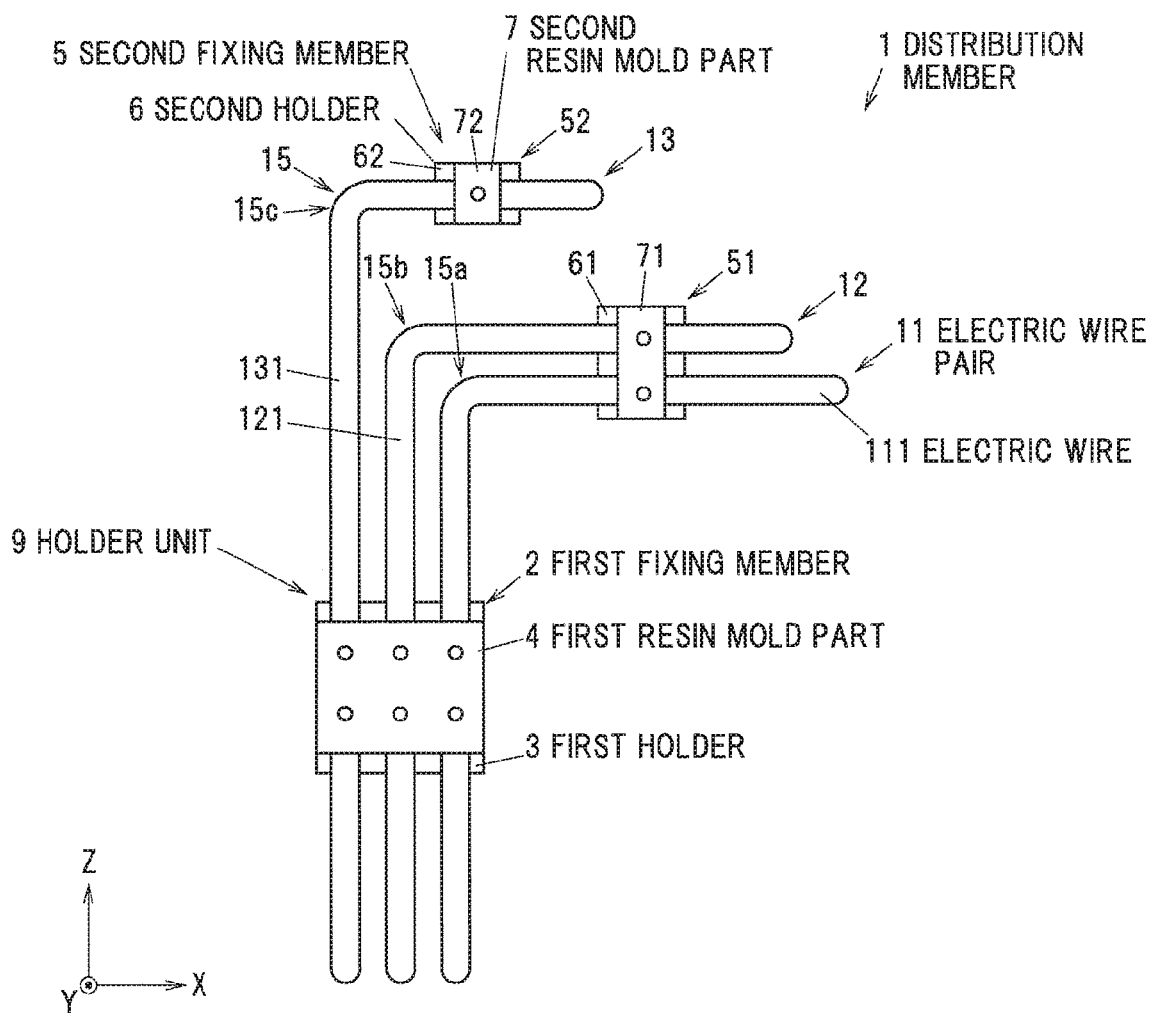 7 SECOND
RESIN MOLD PART
5 SECOND FIXING MEMBER
1 DISTRIBUTION
MEMBER
6 SECOND HOLDER
72
52
13
15
62
15c
15b
15a
61
71
51
12
11 ELECTRIC WIRE
PAIR
131
121
111 ELECTRIC WIRE
9 HOLDER UNIT
2 FIRST FIXING MEMBER
4 FIRST RESIN MOLD PART
3 FIRST HOLDER
Z
Y
X